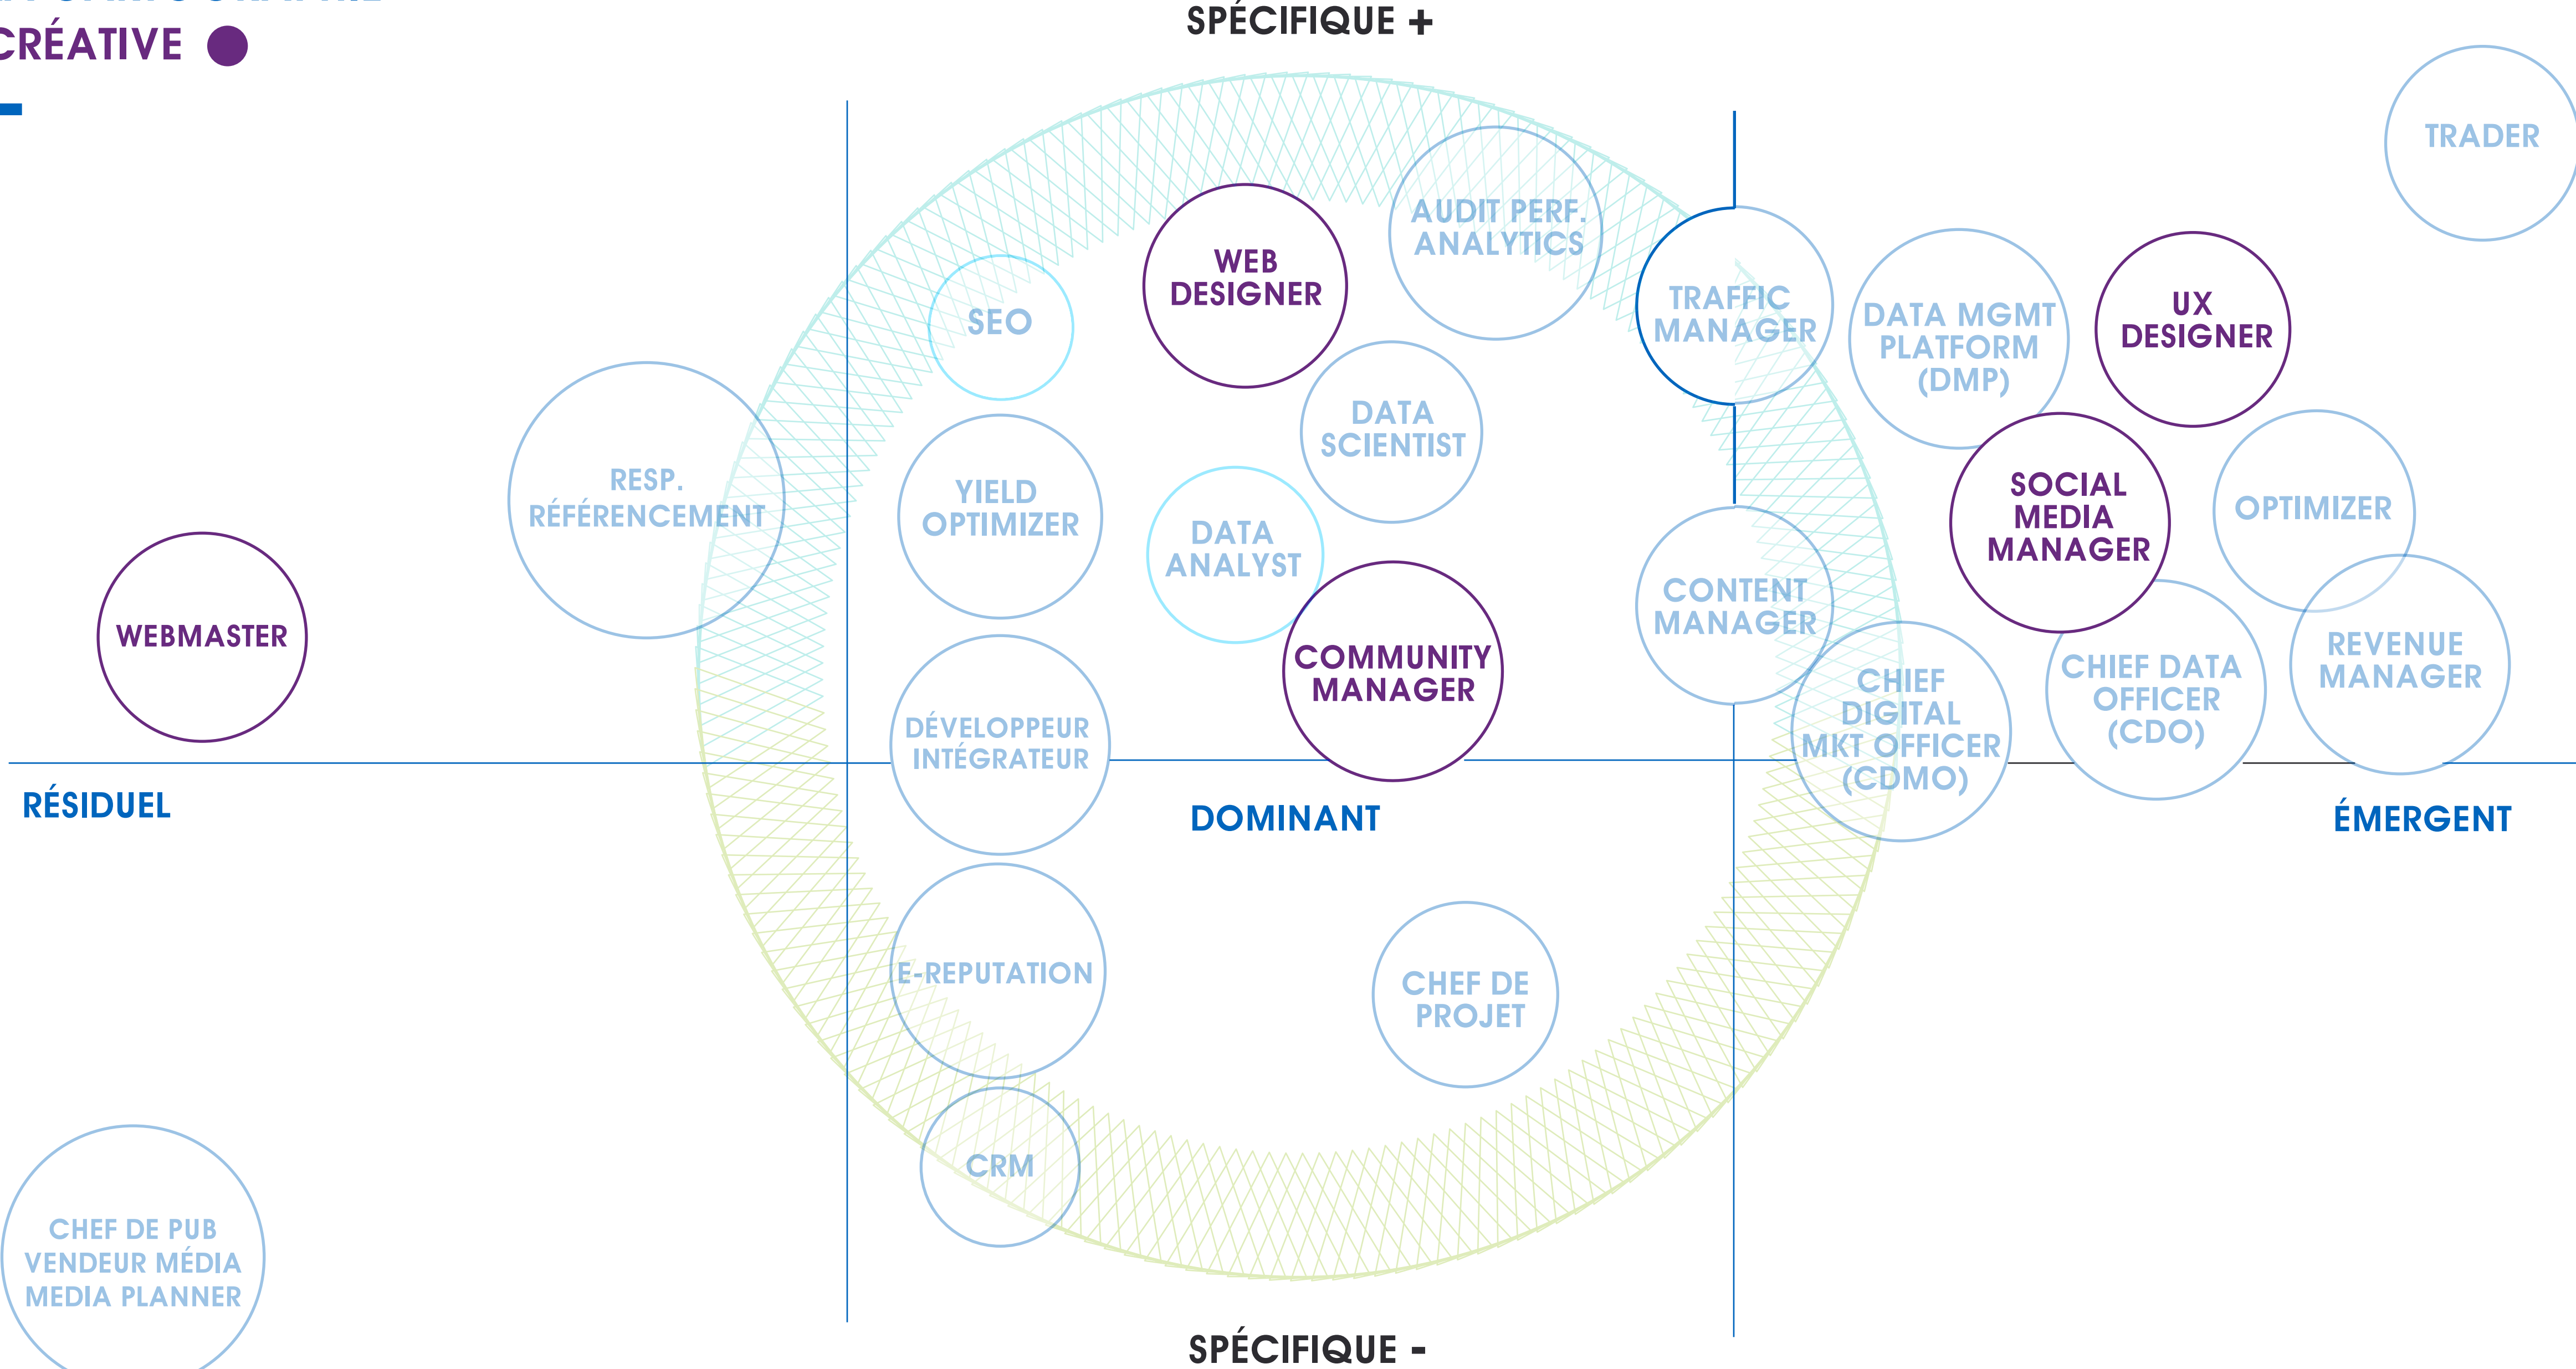 CRÉATIVE
SPÉCIFIQUE +
TRADER
AUDIT PERF.
ANALYTICS
WEB
DESIGNER
SEO
TRAFFIC
MANAGER
DATA MGMT
PLATFORM
(DMP)
UX
DESIGNER
DATA
SCIENTIST
RESP.
RÉFÉRENCEMENT
YIELD
OPTIMIZER
DATA
ANALYST
SOCIAL
MEDIA
MANAGER
OPTIMIZER
WEBMASTER
COMMUNITY
MANAGER
CONTENT
MANAGER
CHIEF
DIGITAL
MKT OFFICER
(CDMO)
CHIEF DATA
OFFICER
(CDO)
REVENUE
MANAGER
DÉVELOPPEUR
INTÉGRATEUR
RÉSIDUEL
DOMINANT
ÉMERGENT
E-REPUTATION
CHEF DE
PROJET
CRM
CHEF DE PUB
VENDEUR MÉDIA
MEDIA PLANNER
SPÉCIFIQUE -